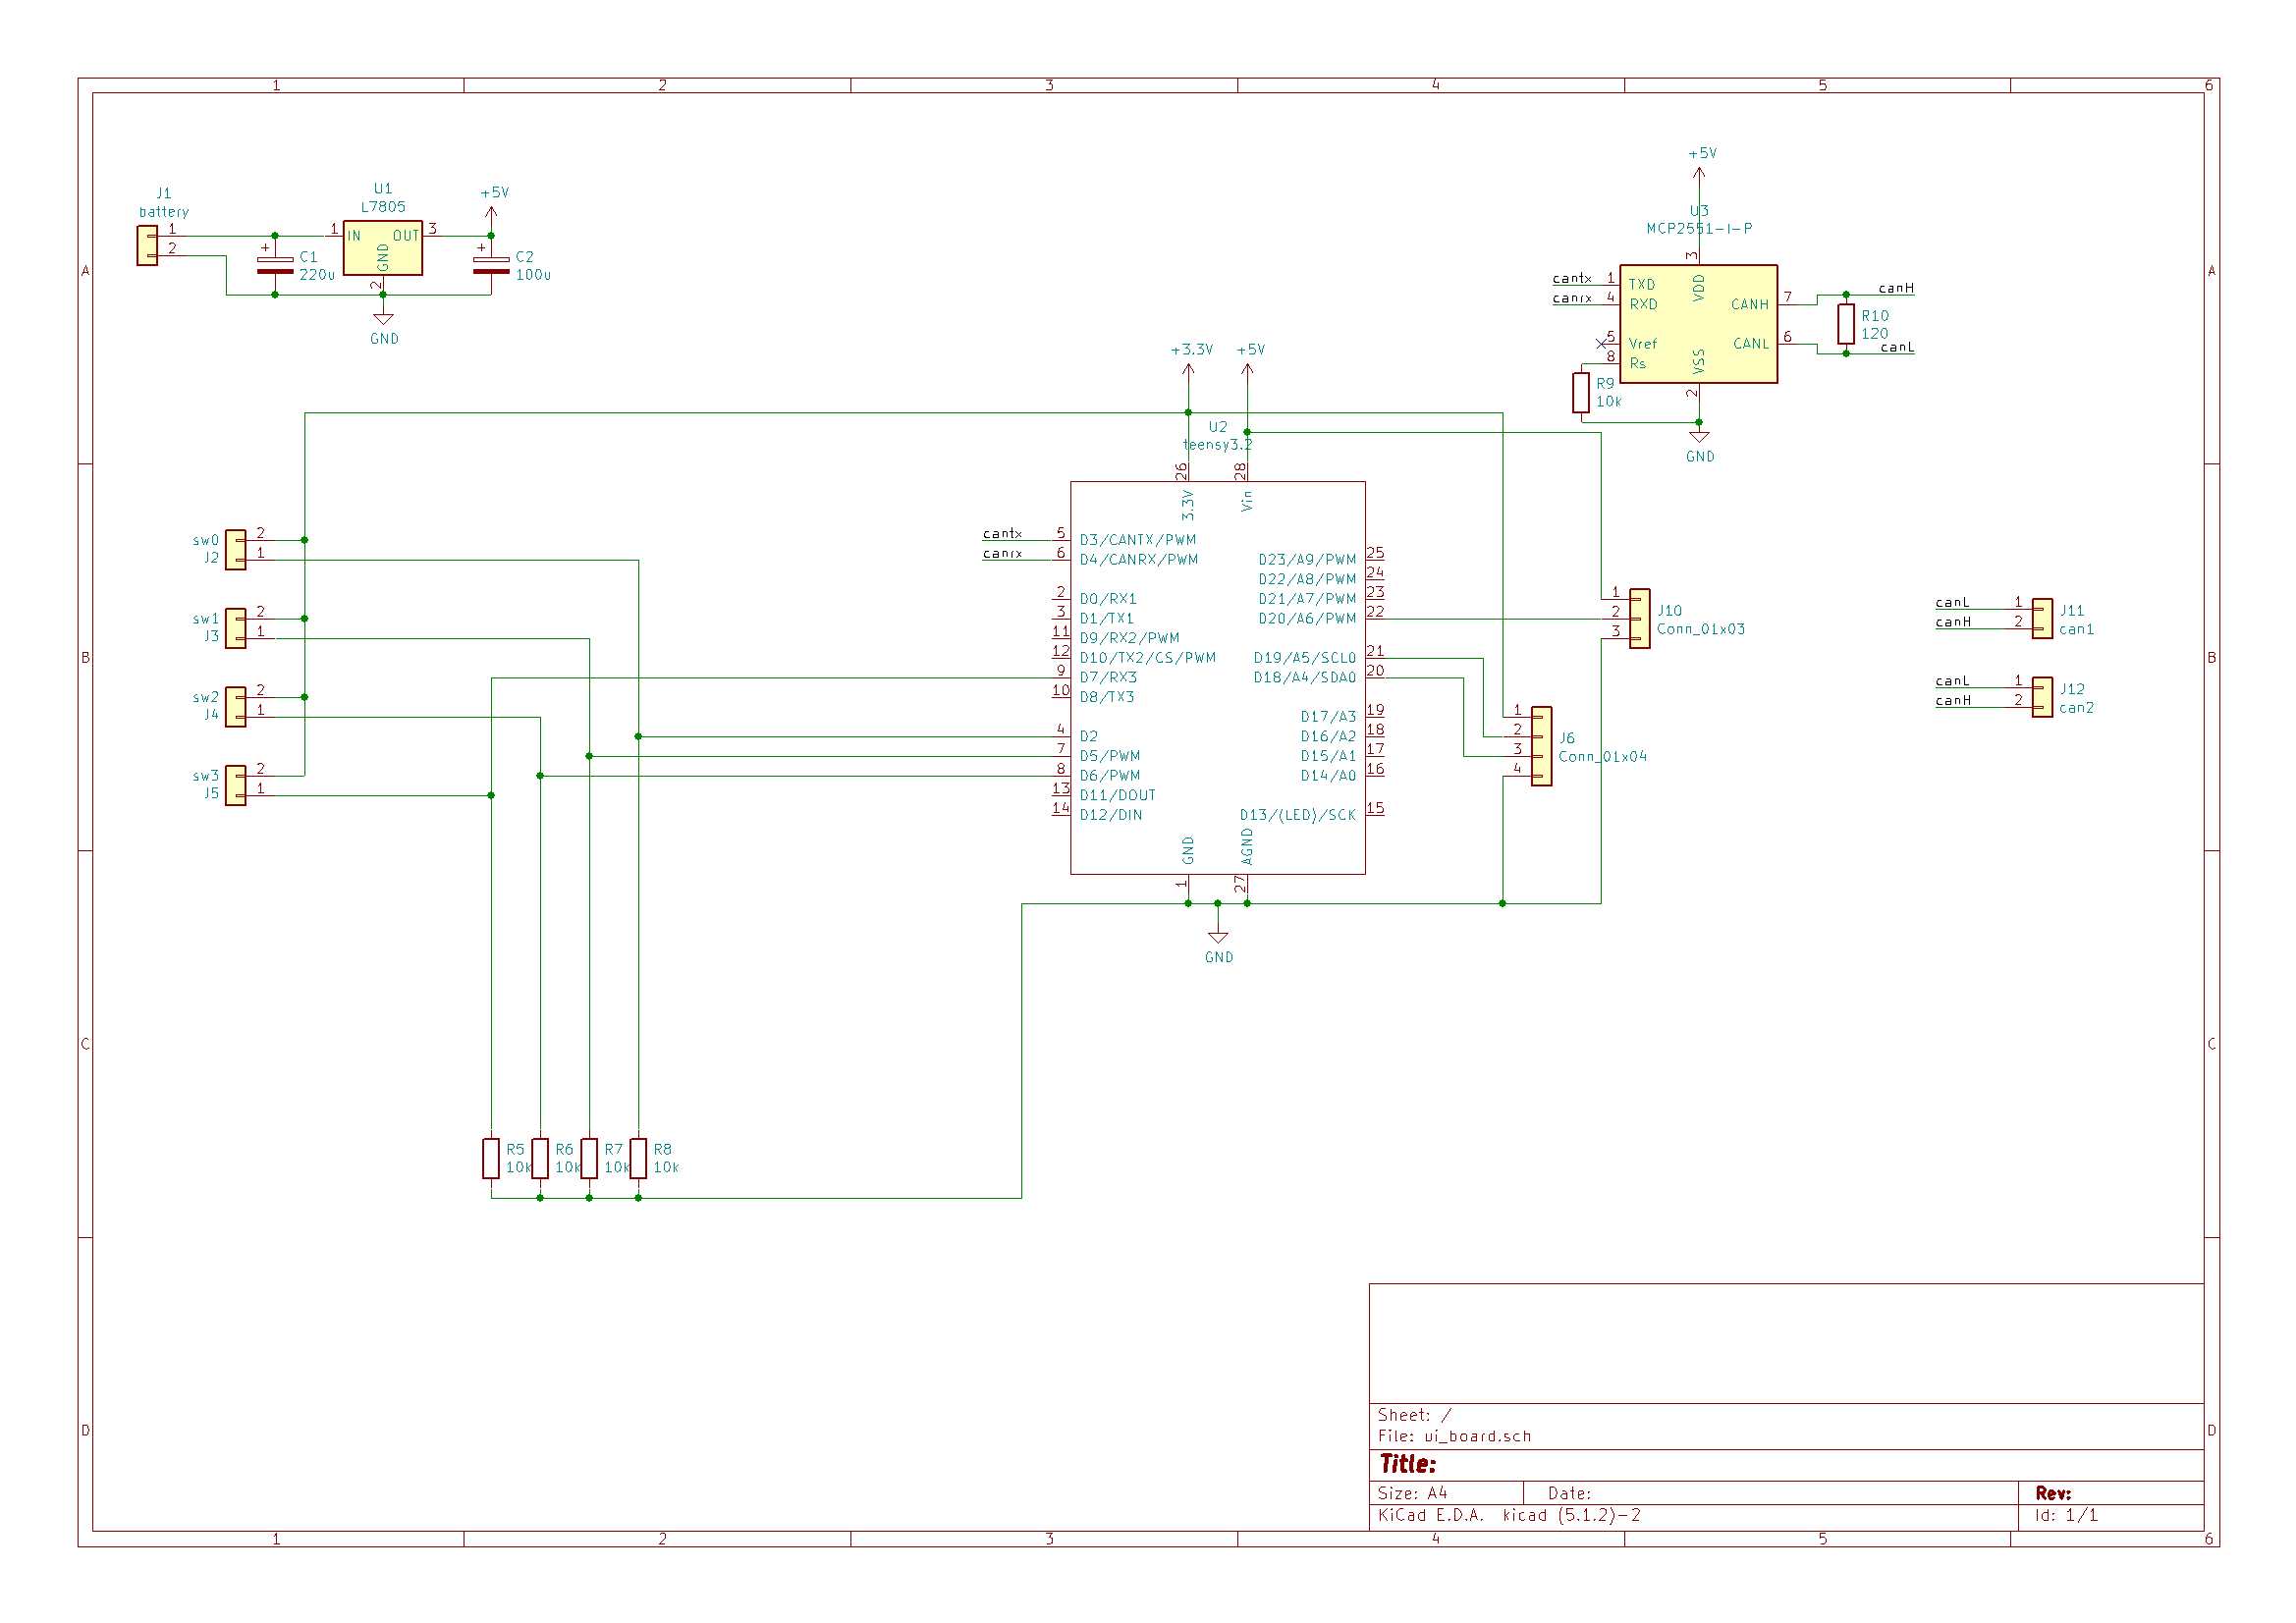 1 2 3 4 5 6
A
B
C
D
A
B
C
D
1 2 3 4 5 6
J1
battery
1
2
+
C1
220u
U1
L7805
1 IN OUT 3
GND
2
GND
+5V
+
C2
100u
+5V
U3
MCP2551-I-P
3
VDD
cantx 1 TXD
canrx 4 RXD
5 Vref
8 Rs
CANH 7
CANL 6
VSS
2
canH
canL
R10
120
R9
10k
GND
+3.3V +5V
U2
teensy3.2
26 28
3.3V Vin
cantx 5 D3/CANTX/PWM
canrx 6 D4/CANRX/PWM
2 D0/RX1
3 D1/TX1
11 D9/RX2/PWM
12 D10/TX2/CS/PWM
9 D7/RX3
10 D8/TX3
4 D2
7 D5/PWM
8 D6/PWM
13 D11/DOUT
14 D12/DIN
D23/A9/PWM 25
D22/A8/PWM 24
D21/A7/PWM 23
D20/A6/PWM 22
D19/A5/SCL0 21
D18/A4/SDA0 20
D17/A3 19
D16/A2 18
D15/A1 17
D14/A0 16
D13/(LED)/SCK 15
GND AGND
1 27
GND
sw0
J2
2
1
sw1
J3
2
1
sw2
J4
2
1
sw3
J5
2
1
1
2
3
J10
Conn_01x03
1
2
3
4
J6
Conn_01x04
canL 1
canH 2
J11
can1
canL 1
canH 2
J12
can2
R5
10k
R6
10k
R7
10k
R8
10k
Sheet: /
File: ui_board.sch
Title:
Size: A4 Date: Rev:
KiCad E.D.A. kicad (5.1.2)-2 Id: 1/1